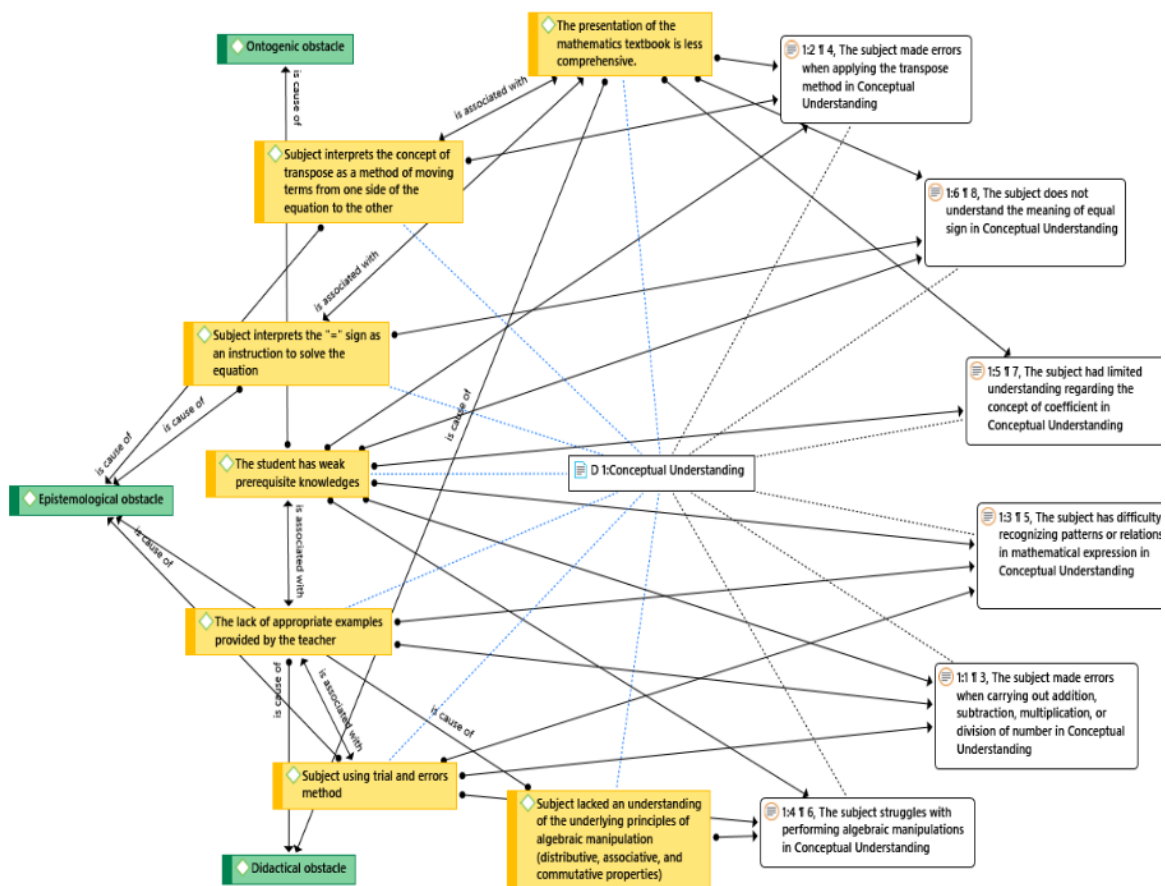 Ontogenic obstacle
The presentation of the
mathematics textbook is less
comprehensive.
1:2 ¶ 4, The subject made errors
when applying the transpose
method in Conceptual
Understanding
is cause of
is associated with
Subject interprets the concept of
transpose as a method of moving
terms from one side of the
equation to the other
1:6 ¶ 8, The subject does not
understand the meaning of equal
sign in Conceptual Understanding
is associated with
Subject interprets the "=" sign as
an instruction to solve the
equation
1:5 ¶ 7, The subject had limited
understanding regarding the
concept of coefficient in
Conceptual Understanding
is cause of
is cause of
is cause of
The student has weak
prerequisite knowledges
D 1:Conceptual Understanding
Epistemological obstacle
is cause of
is associated with
1:3 ¶ 5, The subject has difficulty
recognizing patterns or relations
in mathematical expression in
Conceptual Understanding
The lack of appropriate examples
provided by the teacher
is cause of
is associated with
is cause of
1:1 ¶ 3, The subject made errors
when carrying out addition,
subtraction, multiplication, or
division of number in Conceptual
Understanding
Subject using trial and errors
method
Subject lacked an understanding
of the underlying principles of
algebraic manipulation
(distributive, associative, and
commutative properties)
1:4 ¶ 6, The subject struggles with
performing algebraic manipulations
in Conceptual Understanding
Didactical obstacle